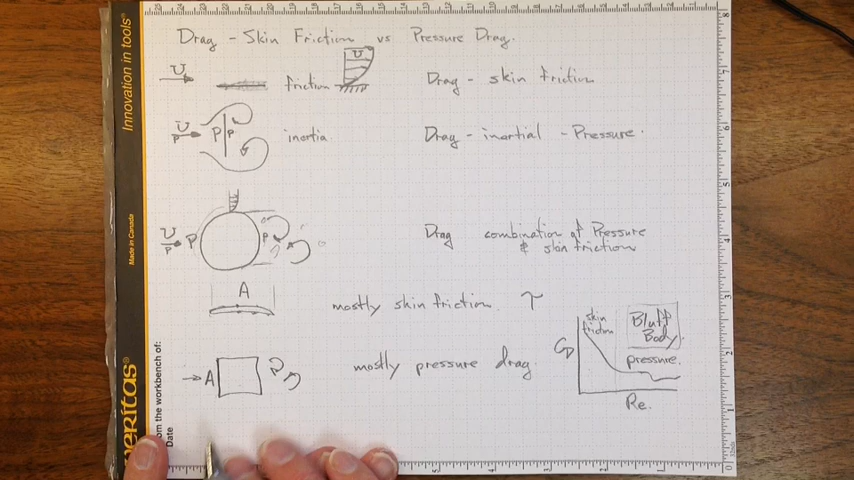 Drag - Skin Friction vs Pressure Drag.
U
friction
U
Drag - skin friction
U
P
P
P
inertia
Drag - inertial - Pressure.
U
P
P
P
Drag combination of Pressure
& skin friction
A
mostly skin friction. τ
A
mostly pressure drag.
CD
skin
friction
Bluff
Body.
pressure.
Re.
Innovation in tools
Made in Canada
From the workbench of:
Date